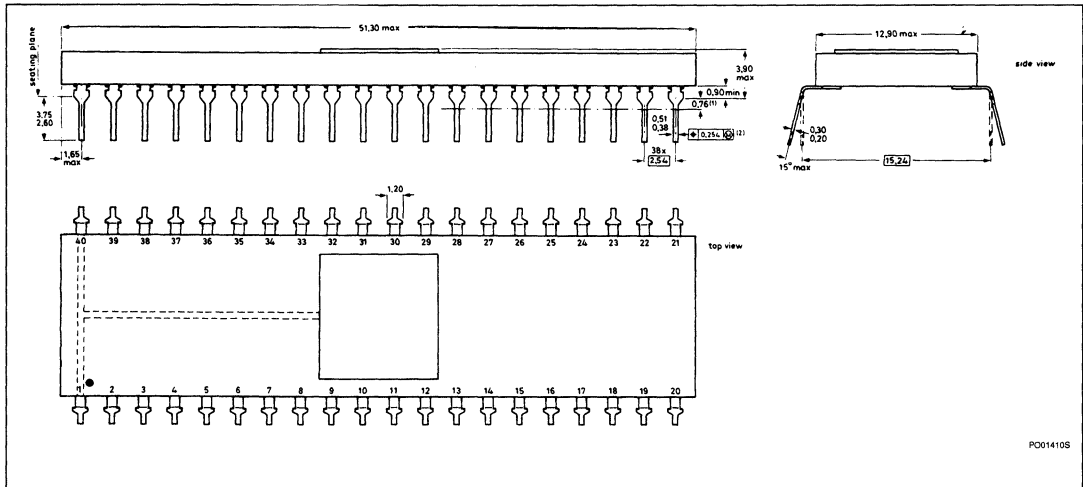 51,30 max
seating plane
3,75
2,60
1,65
max
3,90
max
0,90 min
0,76 (1)
0,51
0,38
⌖ 0,254 Ⓜ (2)
38x
2,54
12,90 max
side view
0,30
0,20
15° max
15,24
1,20
40 39 38 37 36 35 34 33 32 31 30 29 28 27 26 25 24 23 22 21
top view
1 2 3 4 5 6 7 8 9 10 11 12 13 14 15 16 17 18 19 20
PO01410S